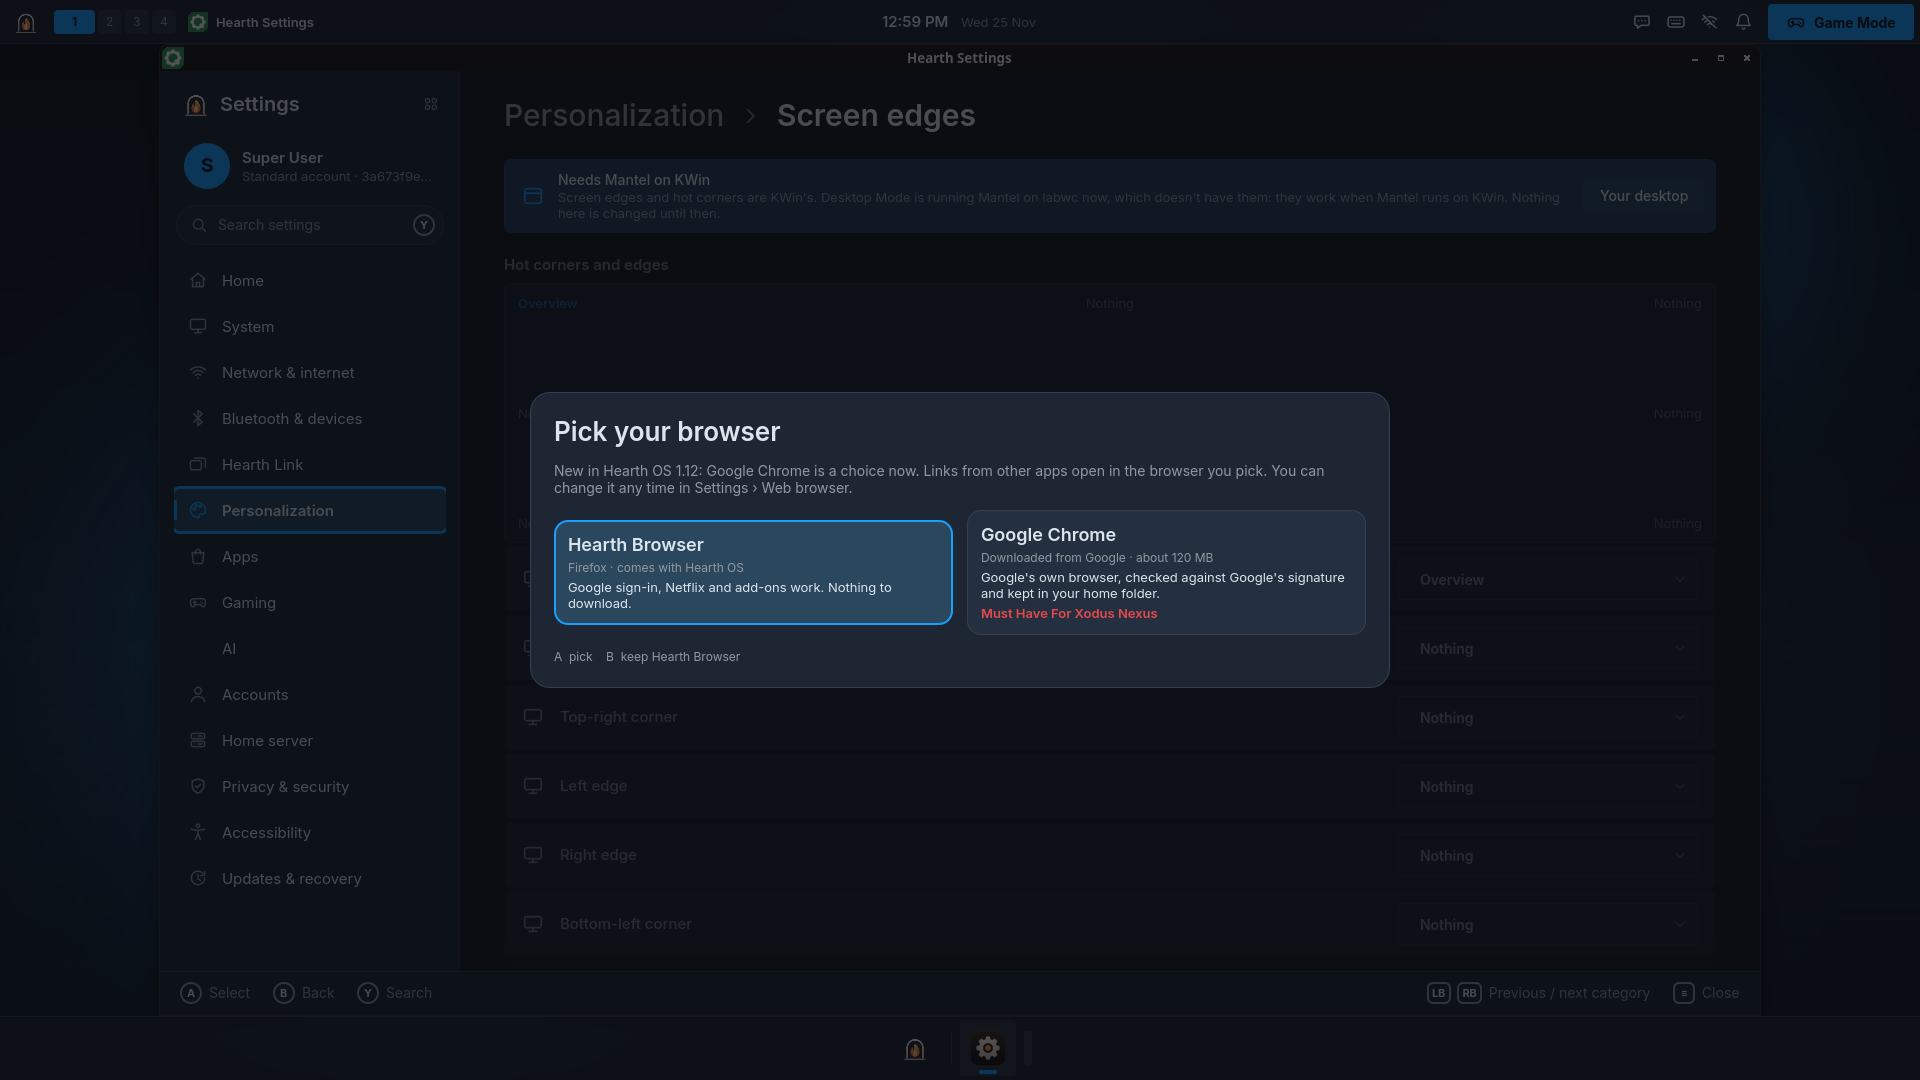 1 2 3 4 Hearth Settings 12:59 PM Wed 25 Nov Game Mode
Hearth Settings
Settings
Super User
Standard account · 3a673f9e...
Search settings Y
Home
System
Network & internet
Bluetooth & devices
Hearth Link
Personalization
Apps
Gaming
AI
Accounts
Home server
Privacy & security
Accessibility
Updates & recovery
Personalization › Screen edges
Needs Mantel on KWin
Screen edges and hot corners are KWin's. Desktop Mode is running Mantel on labwc now, which doesn't have them: they work when Mantel runs on KWin. Nothing
here is changed until then.
Your desktop
Hot corners and edges
Overview Nothing Nothing
Nothing
Nothing
Pick your browser
New in Hearth OS 1.12: Google Chrome is a choice now. Links from other apps open in the browser you pick. You can
change it any time in Settings › Web browser.
Hearth Browser
Firefox · comes with Hearth OS
Google sign-in, Netflix and add-ons work. Nothing to
download.
Google Chrome
Downloaded from Google · about 120 MB
Google's own browser, checked against Google's signature
and kept in your home folder.
Must Have For Xodus Nexus
A pick B keep Hearth Browser
Overview
Nothing
Top-right corner Nothing
Left edge Nothing
Right edge Nothing
Bottom-left corner Nothing
A Select B Back Y Search LB RB Previous / next category ≡ Close